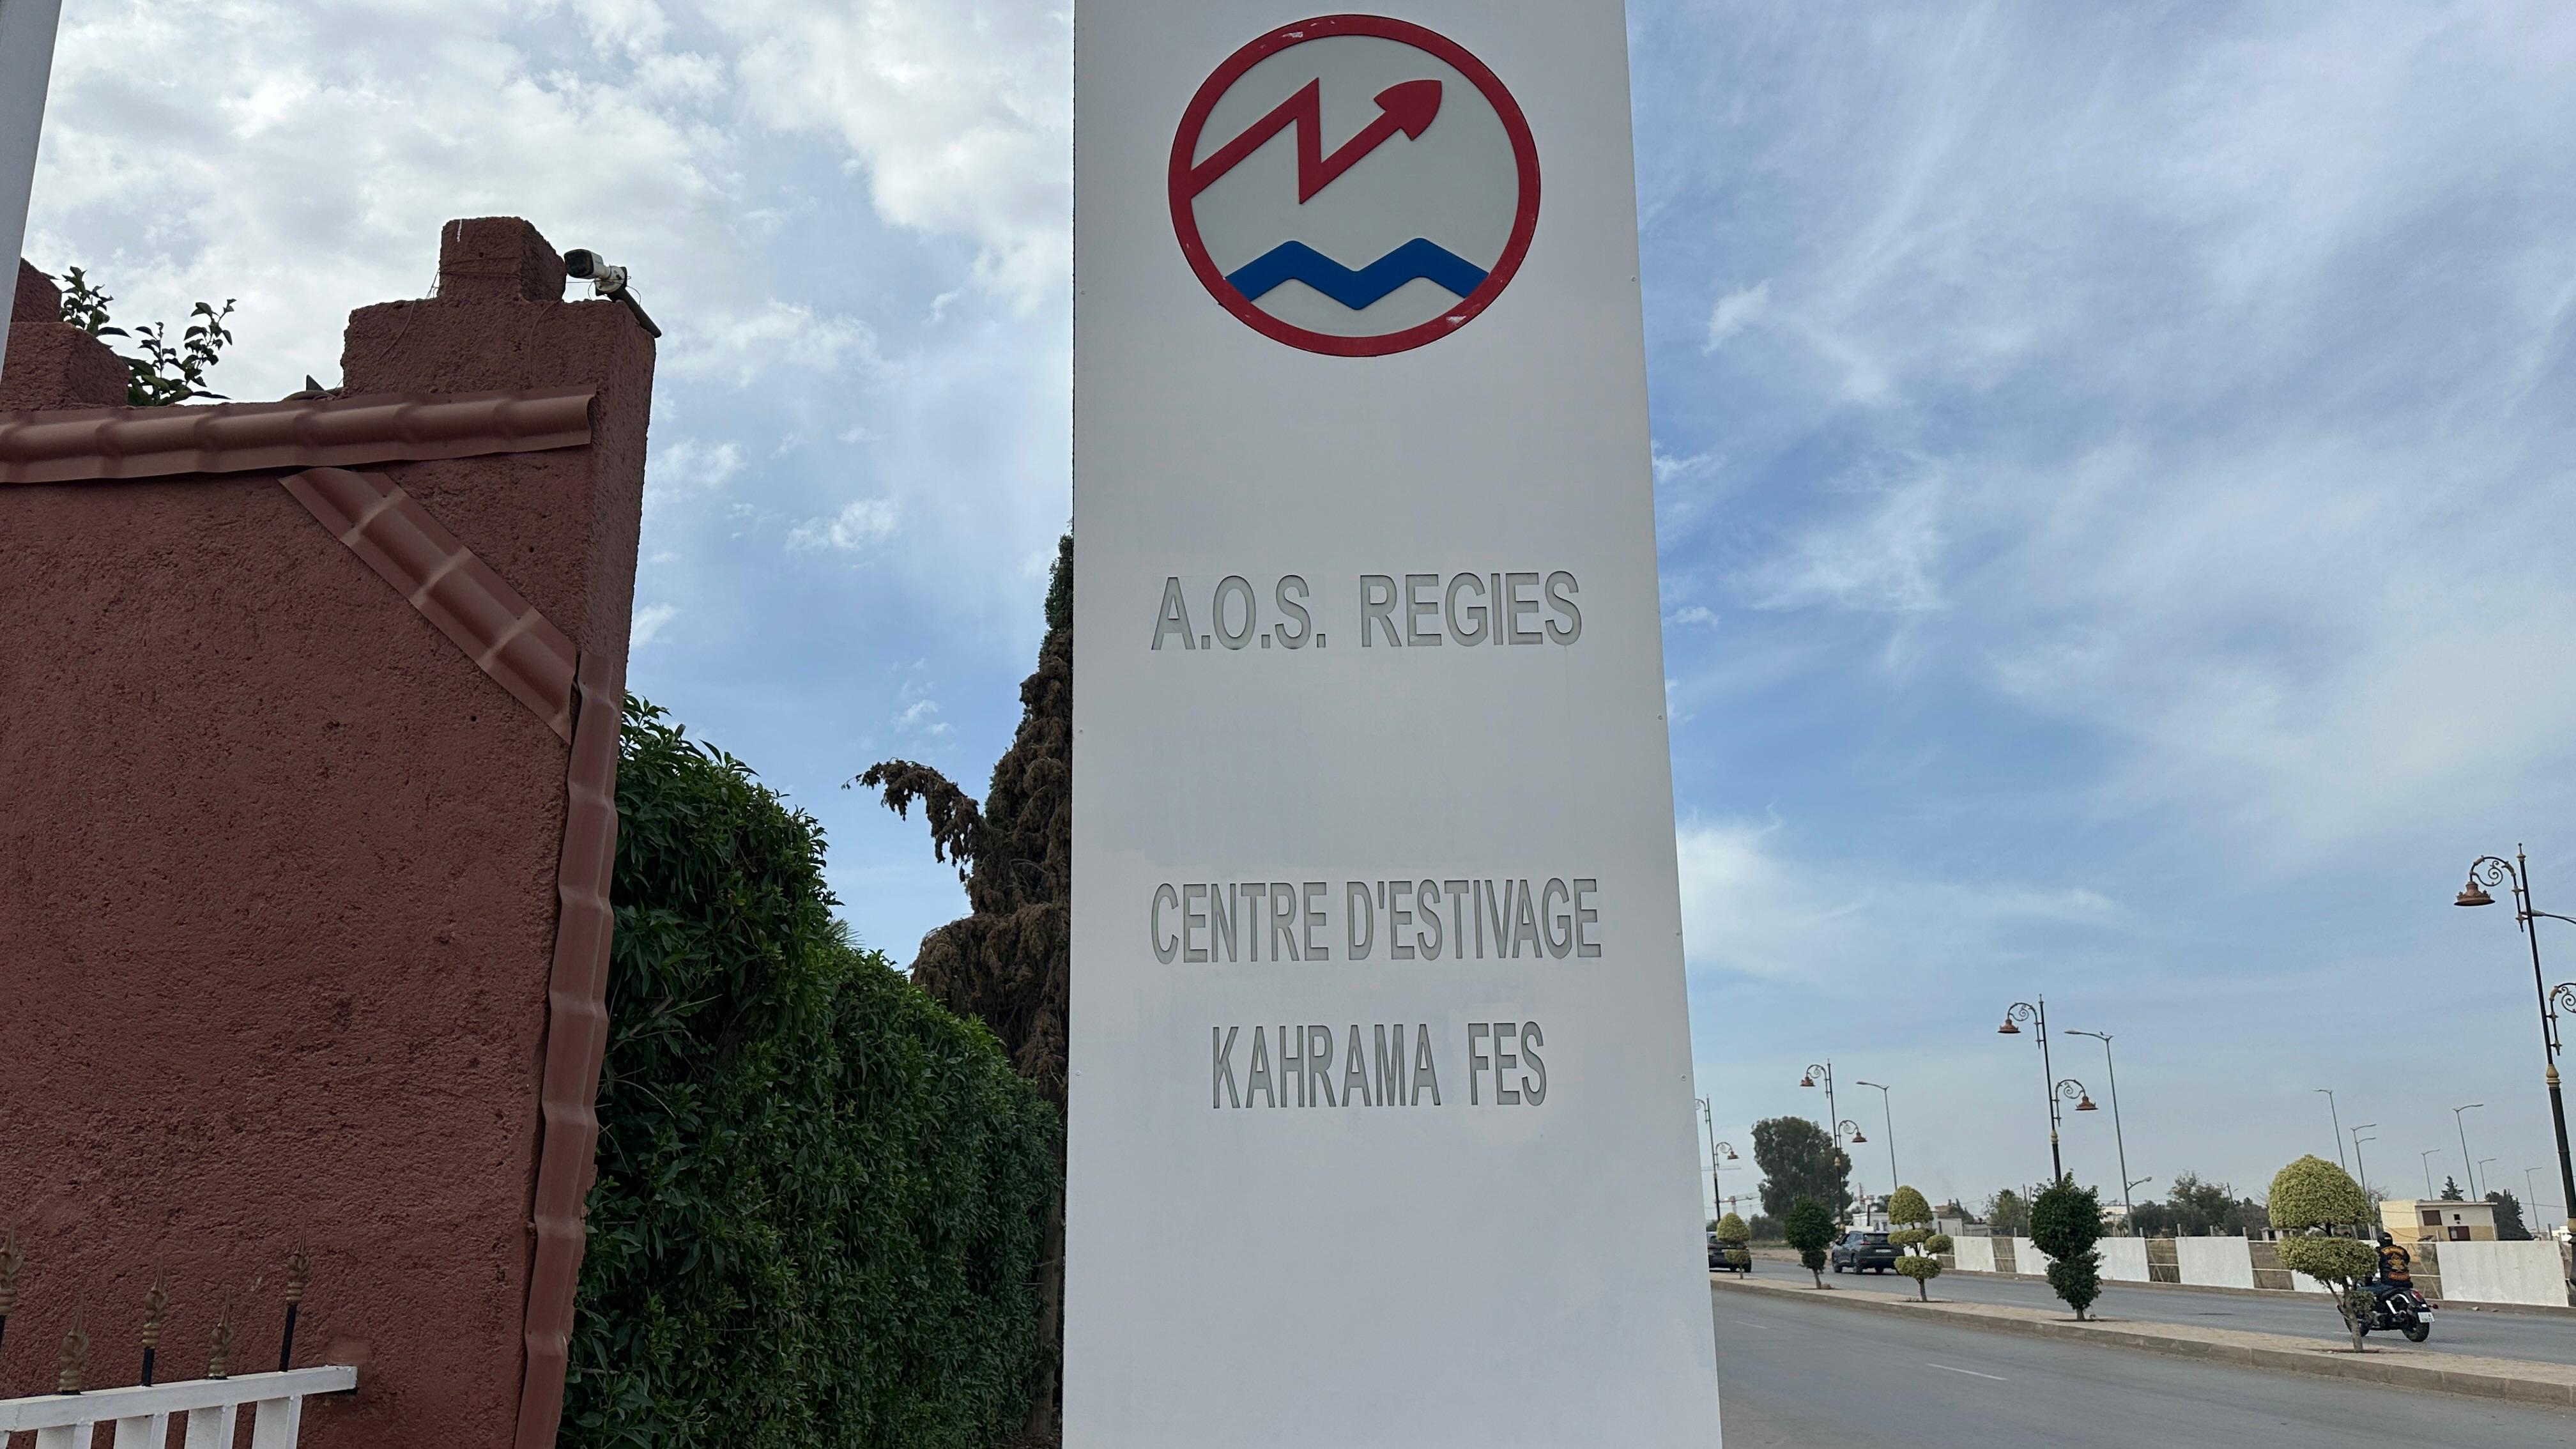 A.O.S. REGIES
CENTRE D'ESTIVAGE
KAHRAMA FES